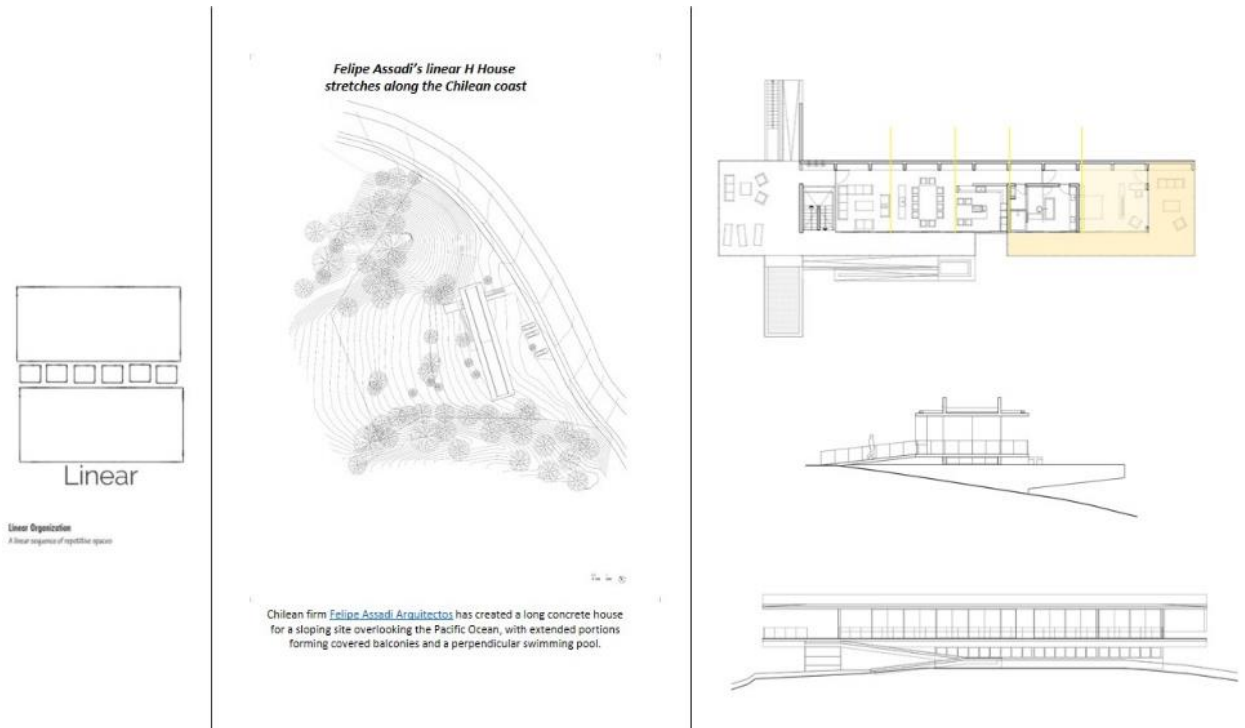 Linear
Linear Organization
A linear sequence of repetitive spaces
Felipe Assadi's linear H House
stretches along the Chilean coast
Chilean firm Felipe Assadi Arquitectos has created a long concrete house
for a sloping site overlooking the Pacific Ocean, with extended portions
forming covered balconies and a perpendicular swimming pool.